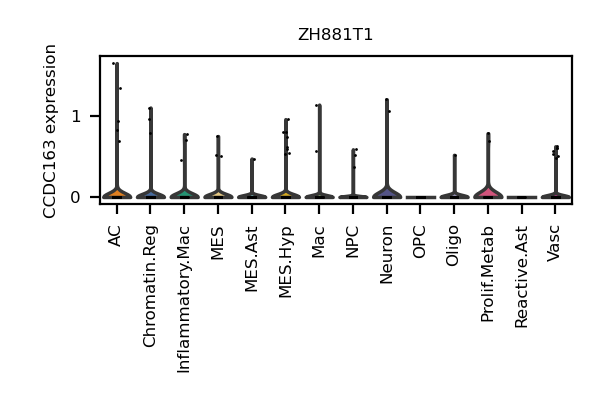 ZH881T1
CCDC163 expression
1
0
AC
Chromatin.Reg
Inflammatory.Mac
MES
MES.Ast
MES.Hyp
Mac
NPC
Neuron
OPC
Oligo
Prolif.Metab
Reactive.Ast
Vasc